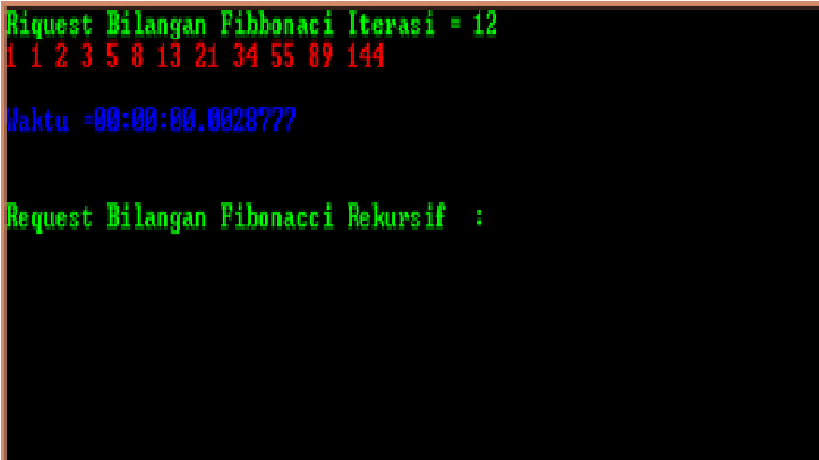 Riquest Bilangan Fibbonaci Iterasi = 12
1 1 2 3 5 8 13 21 34 55 89 144
Waktu =00:00:00.0028777
Request Bilangan Fibonacci Rekursif :